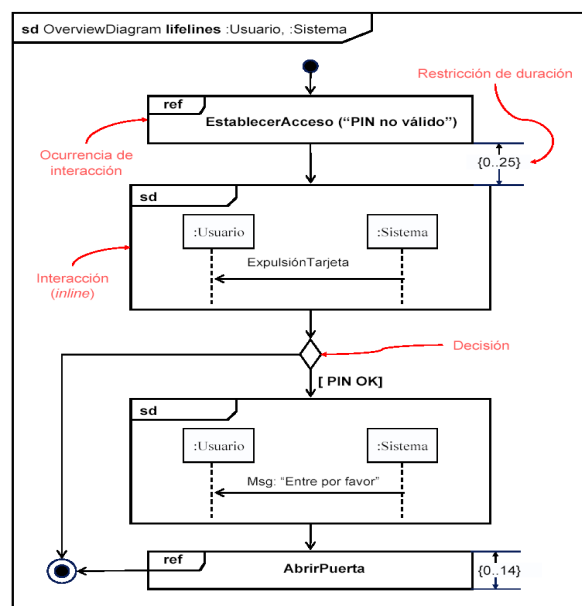 sd OverviewDiagram lifelines :Usuario, :Sistema
Restricción de duración
ref
EstablecerAcceso (“PIN no válido”)
Ocurrencia de
interacción
{0..25}
sd
:Usuario
:Sistema
ExpulsiónTarjeta
Interacción
(inline)
Decisión
[ PIN OK]
sd
:Usuario
:Sistema
Msg: “Entre por favor”
ref
AbrirPuerta
{0..14}